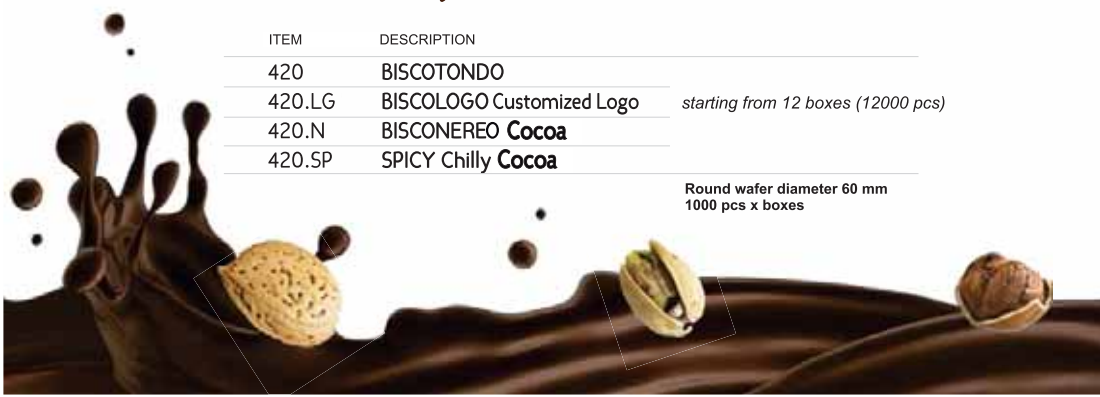 ITEM DESCRIPTION
420 BISCOTONDO
420.LG BISCOLOGO Customized Logo starting from 12 boxes (12000 pcs)
420.N BISCONEREO Cocoa
420.SP SPICY Chilly Cocoa
Round wafer diameter 60 mm
1000 pcs x boxes